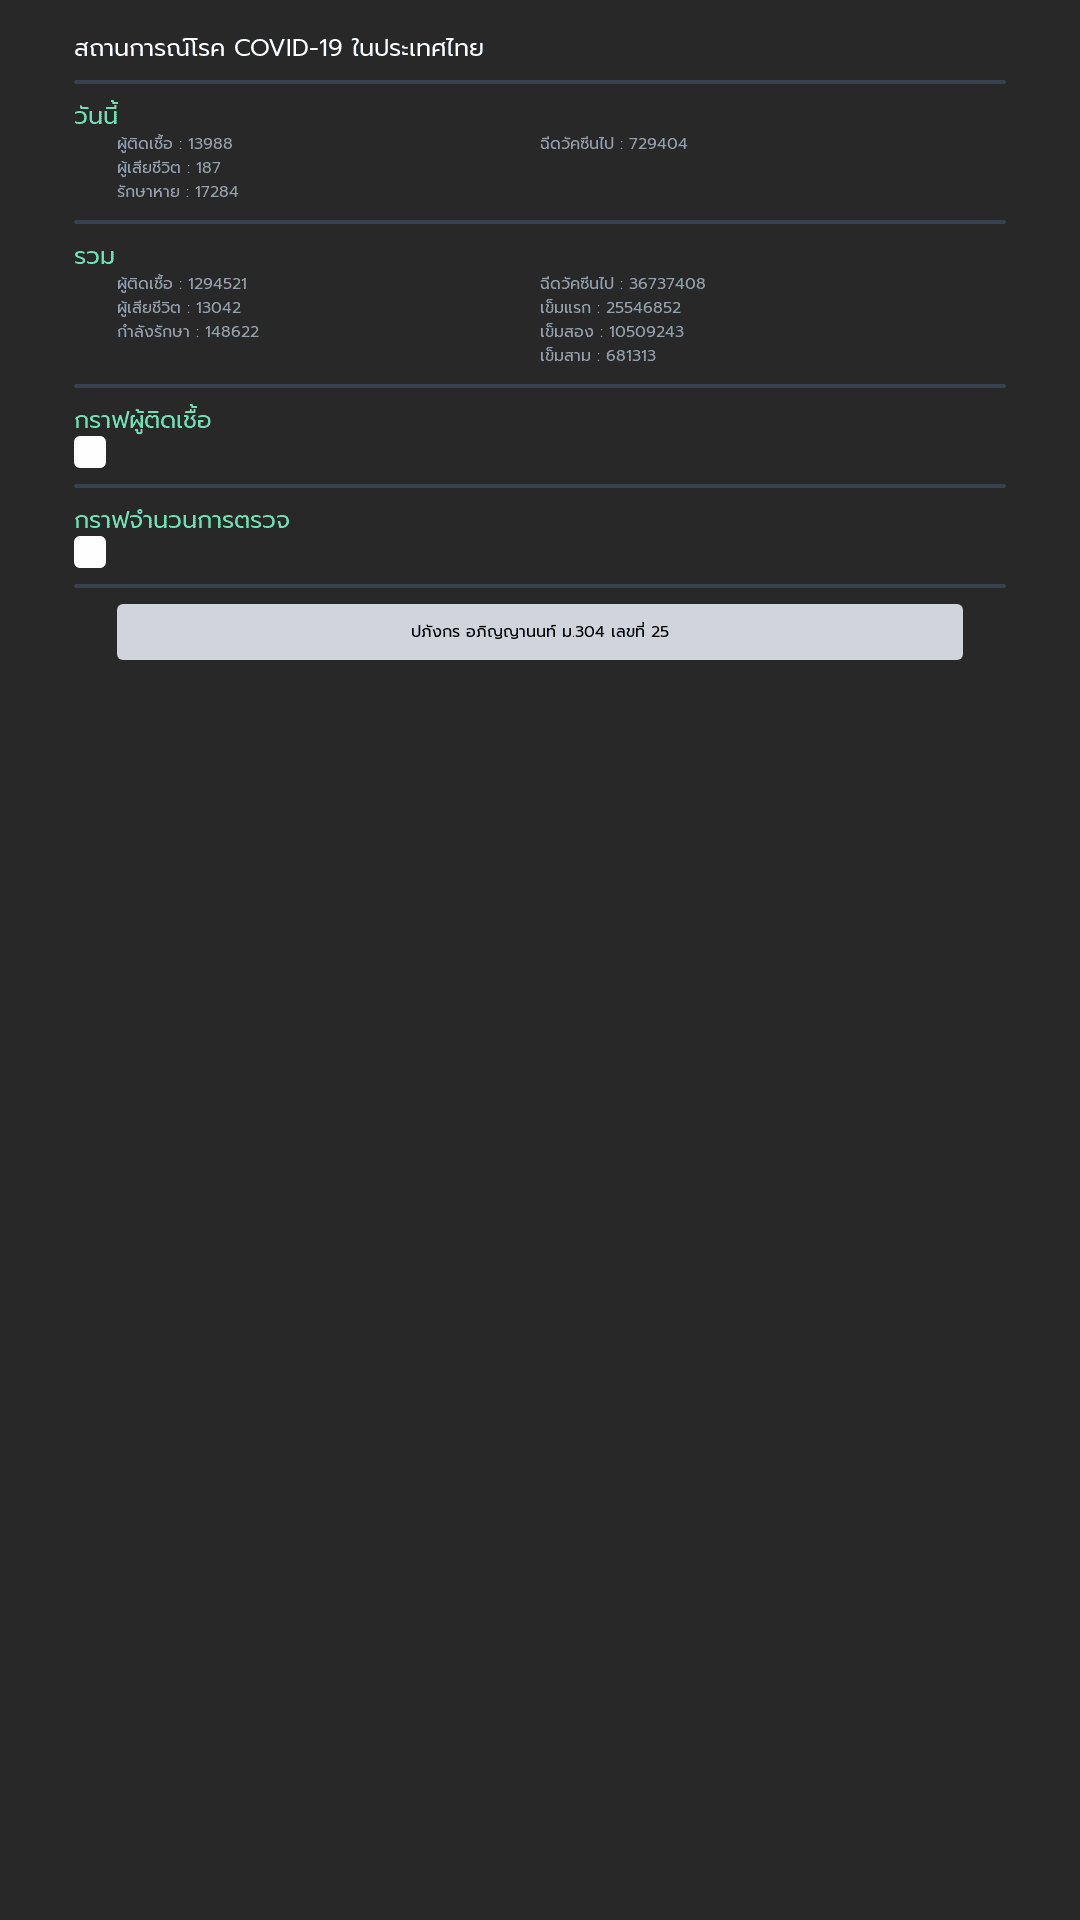 สถานการณ์โรค COVID-19 ในประเทศไทย
วันนี้
ผู้ติดเชื้อ : 13988
ผู้เสียชีวิต : 187
รักษาหาย : 17284
ฉีดวัคซีนไป : 729404
รวม
ผู้ติดเชื้อ : 1294521
ผู้เสียชีวิต : 13042
กำลังรักษา : 148622
ฉีดวัคซีนไป : 36737408
เข็มแรก : 25546852
เข็มสอง : 10509243
เข็มสาม : 681313
กราฟผู้ติดเชื้อ
กราฟจำนวนการตรวจ
ปภังกร อภิญญานนท์ ม.304 เลขที่ 25